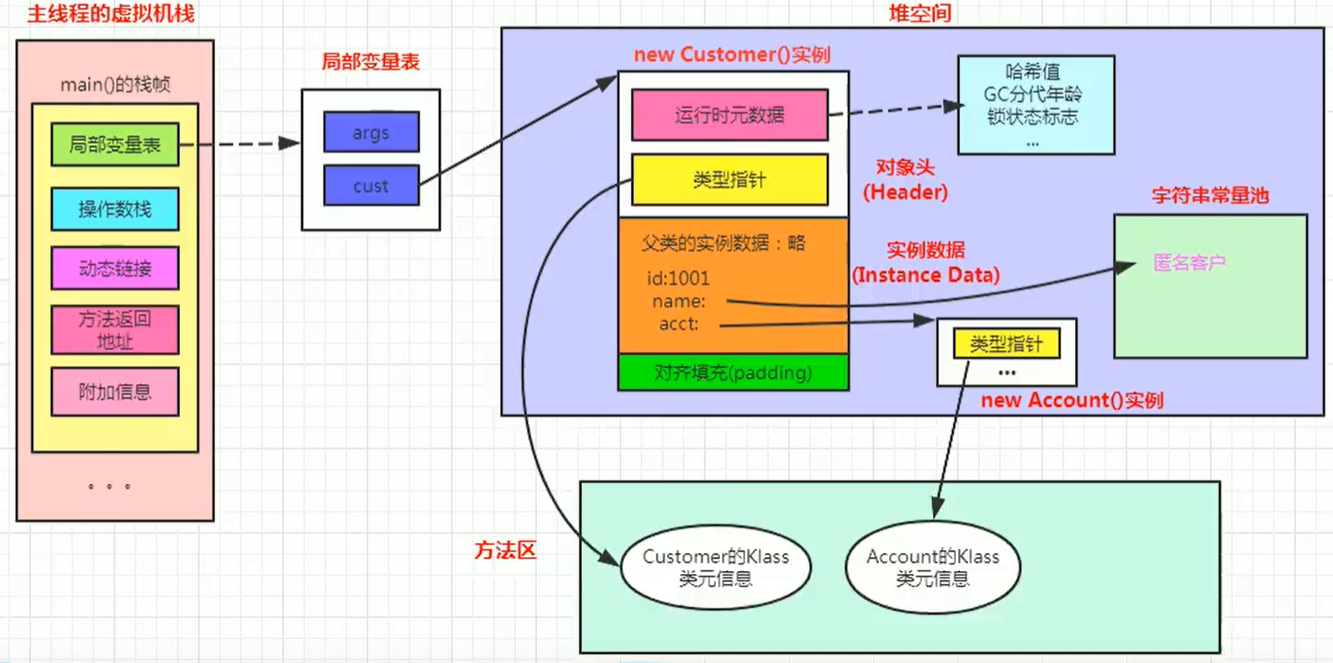 主线程的虚拟机栈
main()的栈帧
局部变量表
操作数栈
动态链接
方法返回
地址
附加信息
。。。
局部变量表
args
cust
堆空间
new Customer()实例
运行时元数据
类型指针
哈希值
GC分代年龄
锁状态标志
...
对象头
(Header)
父类的实例数据：略
id:1001
name:
acct:
实例数据
(Instance Data)
对齐填充(padding)
字符串常量池
匿名客户
类型指针
...
new Account()实例
方法区
Customer的Klass
类元信息
Account的Klass
类元信息